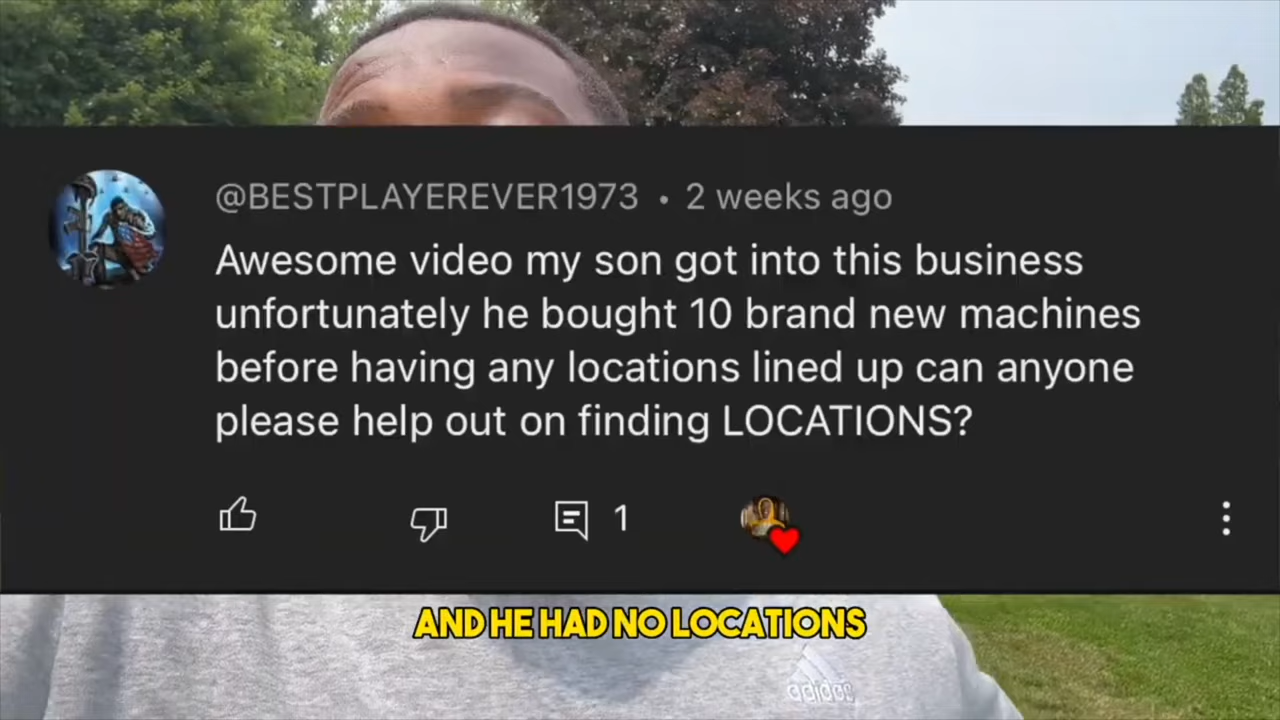 @BESTPLAYEREVER1973 • 2 weeks ago
Awesome video my son got into this business
unfortunately he bought 10 brand new machines
before having any locations lined up can anyone
please help out on finding LOCATIONS?
1
AND HE HAD NO LOCATIONS
adidas